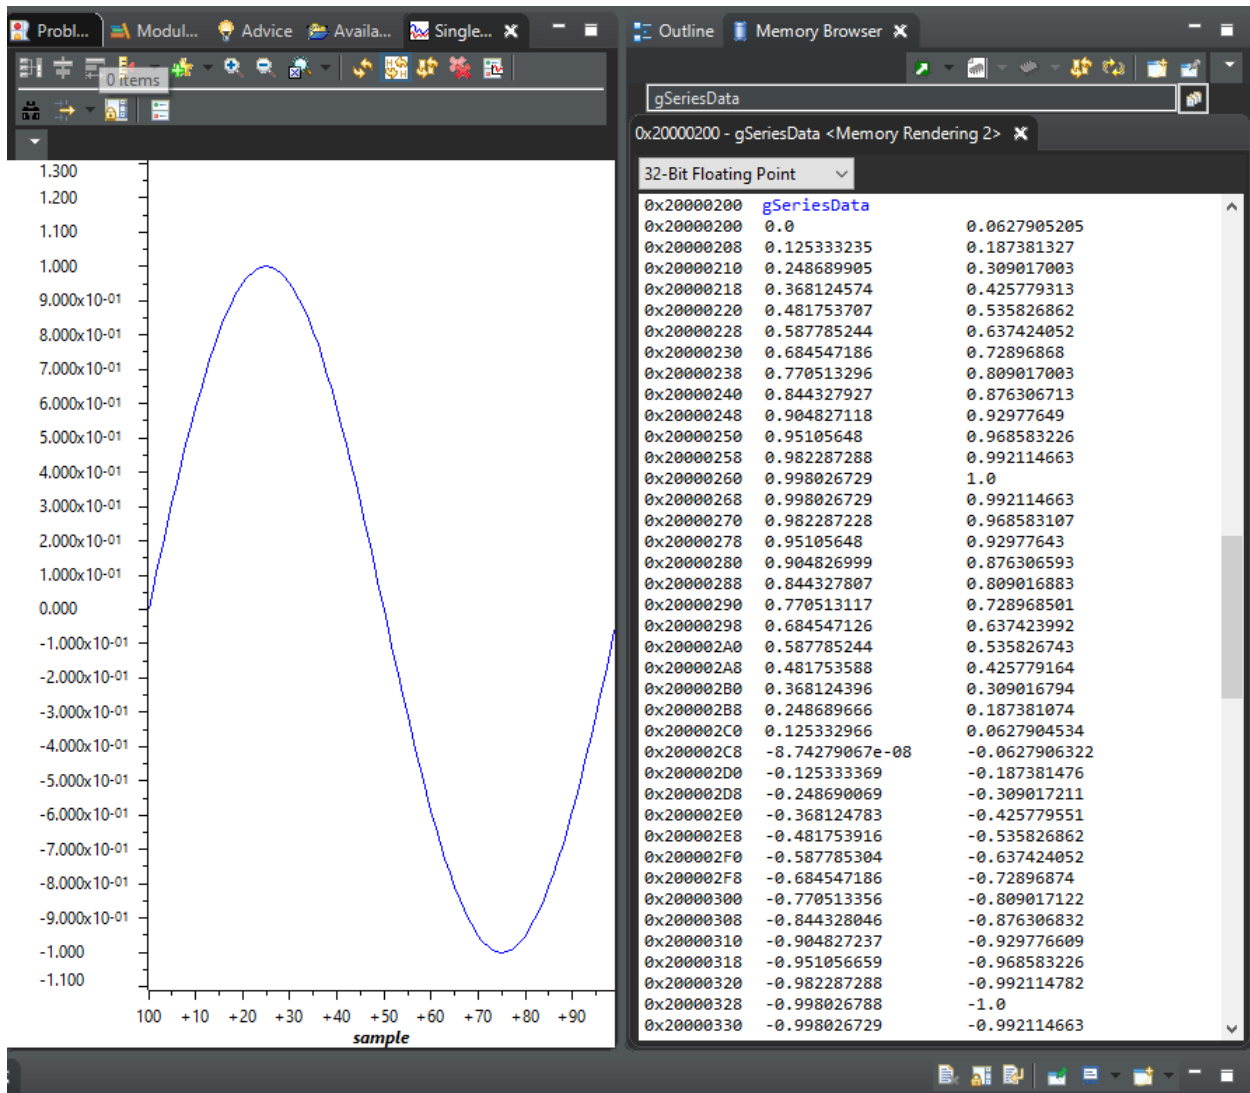 Probl... Modul... Advice Availa... Single...
0 items
1.300
1.200
1.100
1.000
9.000x10-01
8.000x10-01
7.000x10-01
6.000x10-01
5.000x10-01
4.000x10-01
3.000x10-01
2.000x10-01
1.000x10-01
0.000
-1.000x10-01
-2.000x10-01
-3.000x10-01
-4.000x10-01
-5.000x10-01
-6.000x10-01
-7.000x10-01
-8.000x10-01
-9.000x10-01
-1.000
-1.100
100 +10 +20 +30 +40 +50 +60 +70 +80 +90
sample
Outline Memory Browser
gSeriesData
0x20000200 - gSeriesData <Memory Rendering 2>
32-Bit Floating Point
0x20000200 gSeriesData
0x20000200 0.0 0.0627905205
0x20000208 0.125333235 0.187381327
0x20000210 0.248689905 0.309017003
0x20000218 0.368124574 0.425779313
0x20000220 0.481753707 0.535826862
0x20000228 0.587785244 0.637424052
0x20000230 0.684547186 0.72896868
0x20000238 0.770513296 0.809017003
0x20000240 0.844327927 0.876306713
0x20000248 0.904827118 0.92977649
0x20000250 0.95105648 0.968583226
0x20000258 0.982287288 0.992114663
0x20000260 0.998026729 1.0
0x20000268 0.998026729 0.992114663
0x20000270 0.982287228 0.968583107
0x20000278 0.95105648 0.92977643
0x20000280 0.904826999 0.876306593
0x20000288 0.844327807 0.809016883
0x20000290 0.770513117 0.728968501
0x20000298 0.684547126 0.637423992
0x200002A0 0.587785244 0.535826743
0x200002A8 0.481753588 0.425779164
0x200002B0 0.368124396 0.309016794
0x200002B8 0.248689666 0.187381074
0x200002C0 0.125332966 0.0627904534
0x200002C8 -8.74279067e-08 -0.0627906322
0x200002D0 -0.125333369 -0.187381476
0x200002D8 -0.248690069 -0.309017211
0x200002E0 -0.368124783 -0.425779551
0x200002E8 -0.481753916 -0.535826862
0x200002F0 -0.587785304 -0.637424052
0x200002F8 -0.684547186 -0.72896874
0x20000300 -0.770513356 -0.809017122
0x20000308 -0.844328046 -0.876306832
0x20000310 -0.904827237 -0.929776609
0x20000318 -0.951056659 -0.968583226
0x20000320 -0.982287288 -0.992114782
0x20000328 -0.998026788 -1.0
0x20000330 -0.998026729 -0.992114663